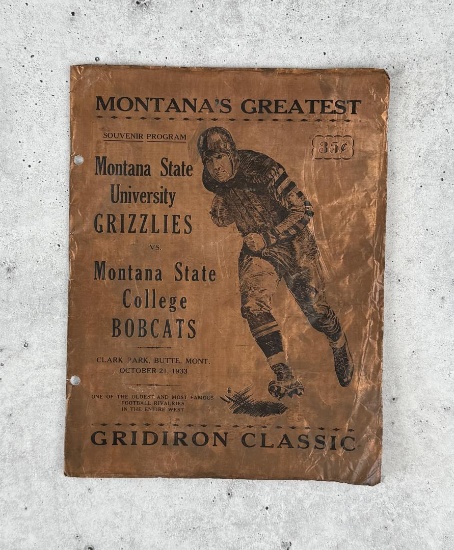 MONTANA'S GREATEST
SOUVENIR PROGRAM
35¢
Montana State
University
GRIZZLIES
VS
Montana State
College
BOBCATS
CLARK PARK, BUTTE, MONT.
OCTOBER 21, 1933
ONE OF THE OLDEST AND MOST FAMOUS
FOOTBALL RIVALRIES
IN THE ENTIRE WEST
GRIDIRON CLASSIC